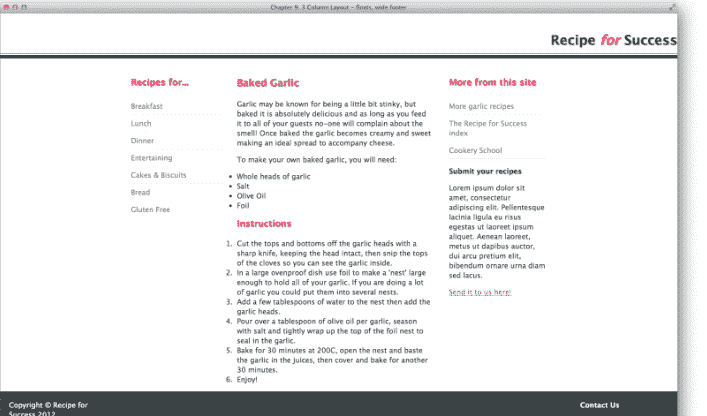 Chapter 9. 3 Column Layout - floats, wide footer
Recipe for Success
Recipes for...
Breakfast
Lunch
Dinner
Entertaining
Cakes & Biscuits
Bread
Gluten Free
Baked Garlic
Garlic may be known for being a little bit stinky, but
baked it is absolutely delicious and as long as you feed
it to all of your guests no-one will complain about the
smell! Once baked the garlic becomes creamy and sweet
making an ideal spread to accompany cheese.
To make your own baked garlic, you will need:
Whole heads of garlic
Salt
Olive Oil
Foil
Instructions
1. Cut the tops and bottoms off the garlic heads with a
sharp knife, keeping the head intact, then snip the tops
of the cloves so you can see the garlic inside.
2. In a large ovenproof dish use foil to make a 'nest' large
enough to hold all of your garlic. If you are doing a lot
of garlic you could put them into several nests.
3. Add a few tablespoons of water to the nest then add the
garlic heads.
4. Pour over a tablespoon of olive oil per garlic, season
with salt and tightly wrap up the top of the foil nest to
seal in the garlic.
5. Bake for 30 minutes at 200C, open the nest and baste
the garlic in the juices, then cover and bake for another
30 minutes.
6. Enjoy!
More from this site
More garlic recipes
The Recipe for Success
index
Cookery School
Submit your recipes
Lorem ipsum dolor sit
amet, consectetur
adipiscing elit. Pellentesque
lacinia ligula eu risus
egestas ut laoreet ipsum
aliquet. Aenean laoreet,
metus ut dapibus auctor,
dui arcu pretium elit,
bibendum ornare urna diam
sed lacus.
Send it to us here!
Copyright © Recipe for
Success 2012
Contact Us